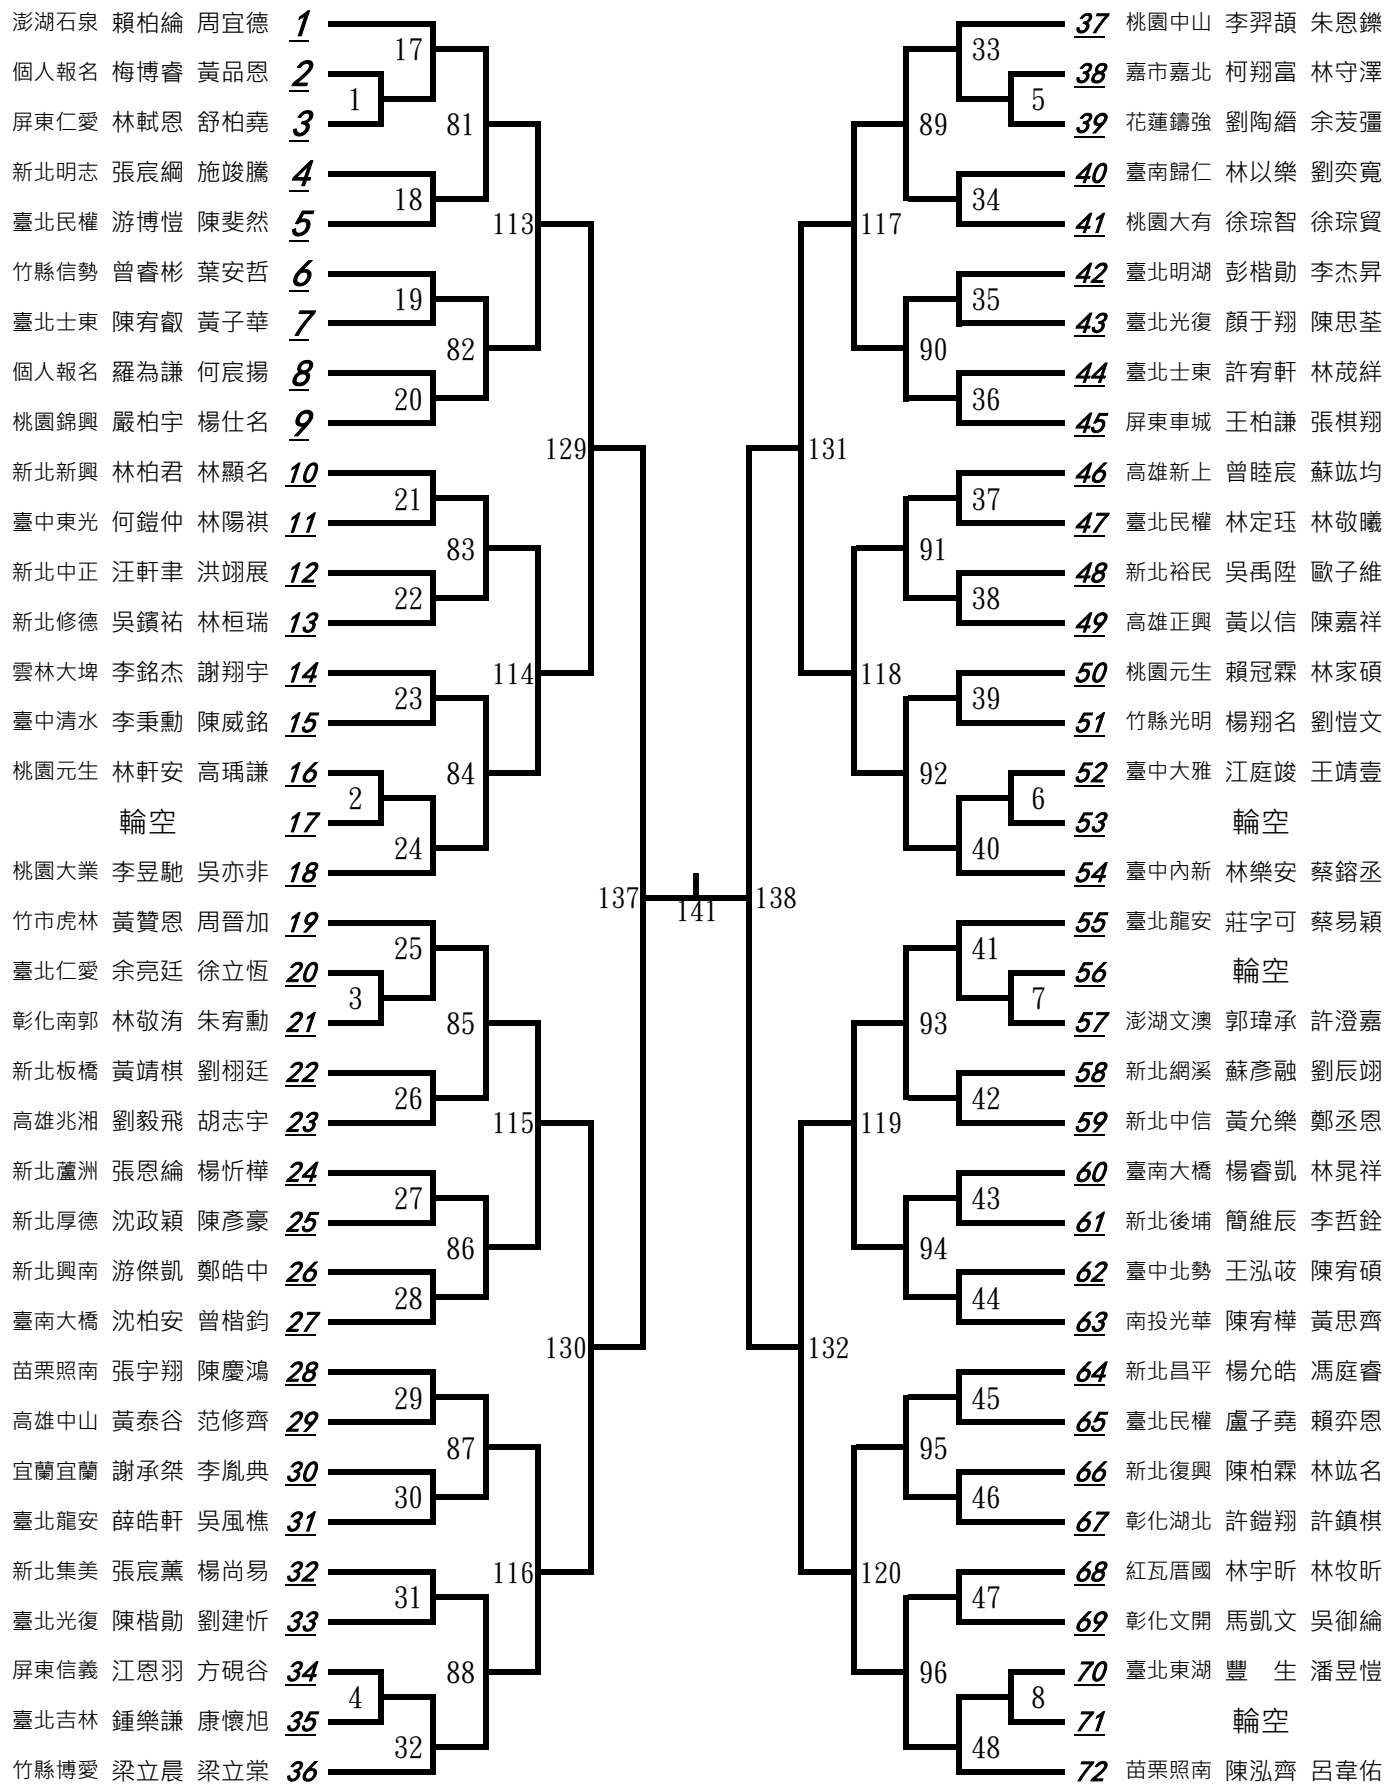 澎湖石泉 賴柏綸 周宜德 1
個人報名 梅博睿 黃品恩 2
屏東仁愛 林軾恩 舒柏堯 3
新北明志 張宸綱 施竣騰 4
臺北民權 游博愷 陳斐然 5
竹縣信勢 曾睿彬 葉安哲 6
臺北士東 陳宥叡 黃子華 7
個人報名 羅為謙 何宸揚 8
桃園錦興 嚴柏宇 楊仕名 9
新北新興 林柏君 林顯名 10
臺中東光 何鎧仲 林陽祺 11
新北中正 汪軒聿 洪翊展 12
新北修德 吳鑌祐 林桓瑞 13
雲林大埤 李銘杰 謝翔宇 14
臺中清水 李秉勳 陳威銘 15
桃園元生 林軒安 高瑀謙 16
輪空 17
桃園大業 李昱馳 吳亦非 18
竹市虎林 黃贊恩 周晉加 19
臺北仁愛 余亮廷 徐立恆 20
彰化南郭 林敬洧 朱宥勳 21
新北板橋 黃靖棋 劉栩廷 22
高雄兆湘 劉毅飛 胡志宇 23
新北蘆洲 張恩綸 楊忻樺 24
新北厚德 沈政穎 陳彥豪 25
新北興南 游傑凱 鄭皓中 26
臺南大橋 沈柏安 曾楷鈞 27
苗栗照南 張宇翔 陳慶鴻 28
高雄中山 黃泰谷 范修齊 29
宜蘭宜蘭 謝承桀 李胤典 30
臺北龍安 薛皓軒 吳風樵 31
新北集美 張宸薰 楊尚易 32
臺北光復 陳楷勛 劉建忻 33
屏東信義 江恩羽 方硯谷 34
臺北吉林 鍾樂謙 康懷旭 35
竹縣博愛 梁立晨 梁立棠 36
1
2
3
4
17
18
19
20
21
22
23
24
25
26
27
28
29
30
31
32
81
82
83
84
85
86
87
88
113
114
115
116
129
130
137
141
138
131
132
117
118
119
120
89
90
91
92
93
94
95
96
33
34
35
36
37
38
39
40
41
42
43
44
45
46
47
48
5
6
7
8
37 桃園中山 李羿頡 朱恩鑠
38 嘉市嘉北 柯翔富 林守澤
39 花蓮鑄強 劉陶縉 余苃彊
40 臺南歸仁 林以樂 劉奕寬
41 桃園大有 徐琮智 徐琮貿
42 臺北明湖 彭楷勛 李杰昇
43 臺北光復 顏于翔 陳思荃
44 臺北士東 許宥軒 林茂絆
45 屏東車城 王柏謙 張棋翔
46 高雄新上 曾睦宸 蘇竑均
47 臺北民權 林定玨 林敬曦
48 新北裕民 吳禹陞 歐子維
49 高雄正興 黃以信 陳嘉祥
50 桃園元生 賴冠霖 林家碩
51 竹縣光明 楊翔名 劉愷文
52 臺中大雅 江庭竣 王靖壹
53 輪空
54 臺中內新 林樂安 蔡鎔丞
55 臺北龍安 莊字可 蔡易穎
56 輪空
57 澎湖文澳 郭瑋承 許澄嘉
58 新北網溪 蘇彥融 劉辰翊
59 新北中信 黃允樂 鄭丞恩
60 臺南大橋 楊睿凱 林晁祥
61 新北後埔 簡維辰 李哲銓
62 臺中北勢 王泓荍 陳宥碩
63 南投光華 陳宥樺 黃思齊
64 新北昌平 楊允皓 馮庭睿
65 臺北民權 盧子堯 賴弈恩
66 新北復興 陳柏霖 林竑名
67 彰化湖北 許鎧翔 許鎮棋
68 紅瓦厝國 林宇昕 林牧昕
69 彰化文開 馬凱文 吳御綸
70 臺北東湖 豐　生 潘昱愷
71 輪空
72 苗栗照南 陳泓齊 呂韋佑